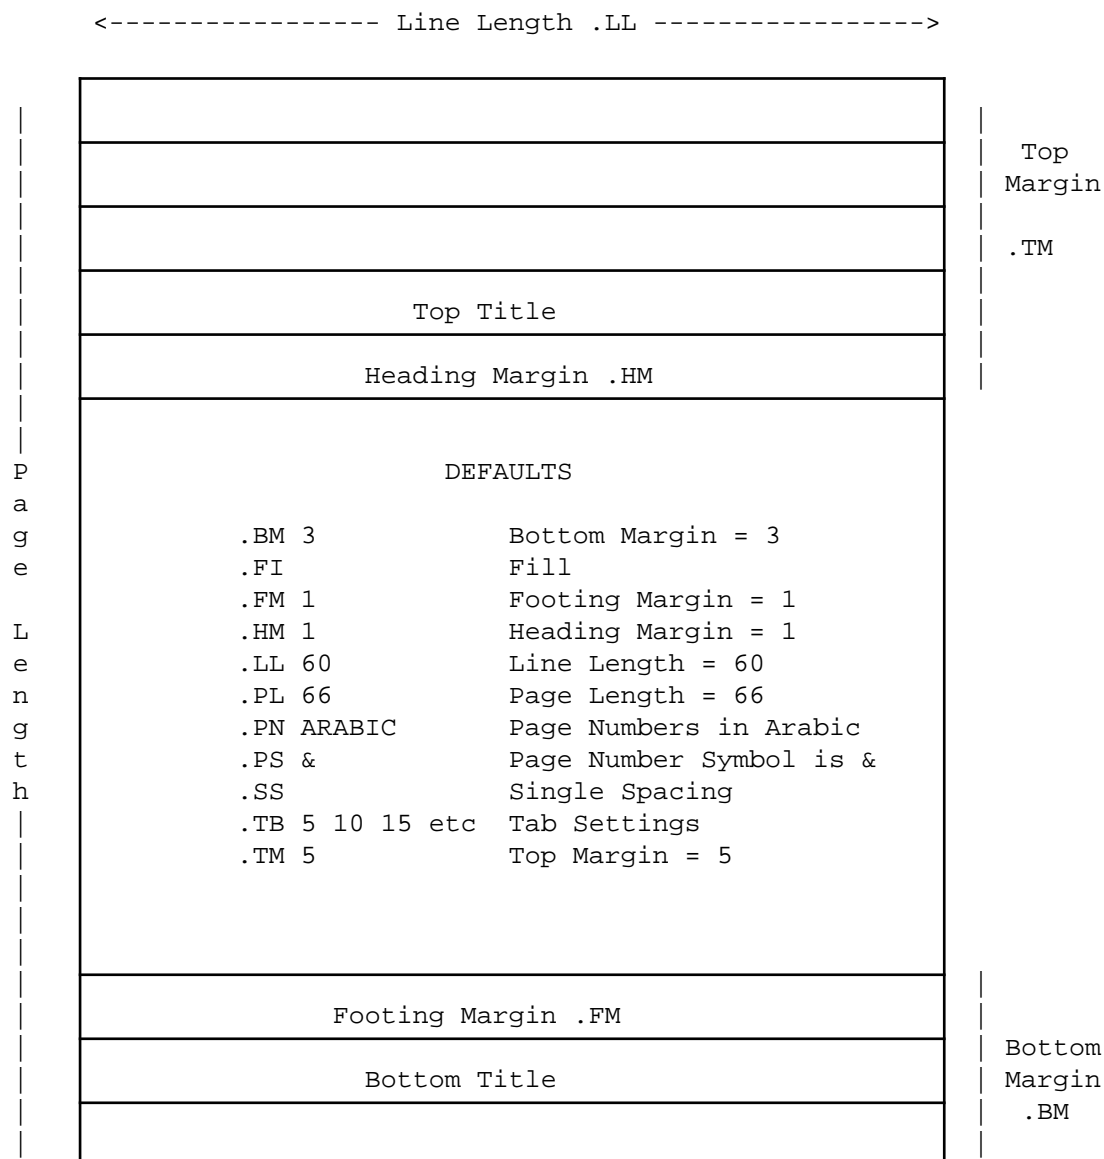 <----------------- Line Length .LL ----------------->
Top
Margin
.TM
Top Title
Heading Margin .HM
Page Length
DEFAULTS
.BM 3 Bottom Margin = 3
.FI Fill
.FM 1 Footing Margin = 1
.HM 1 Heading Margin = 1
.LL 60 Line Length = 60
.PL 66 Page Length = 66
.PN ARABIC Page Numbers in Arabic
.PS & Page Number Symbol is &
.SS Single Spacing
.TB 5 10 15 etc Tab Settings
.TM 5 Top Margin = 5
Footing Margin .FM
Bottom Title
Bottom
Margin
.BM